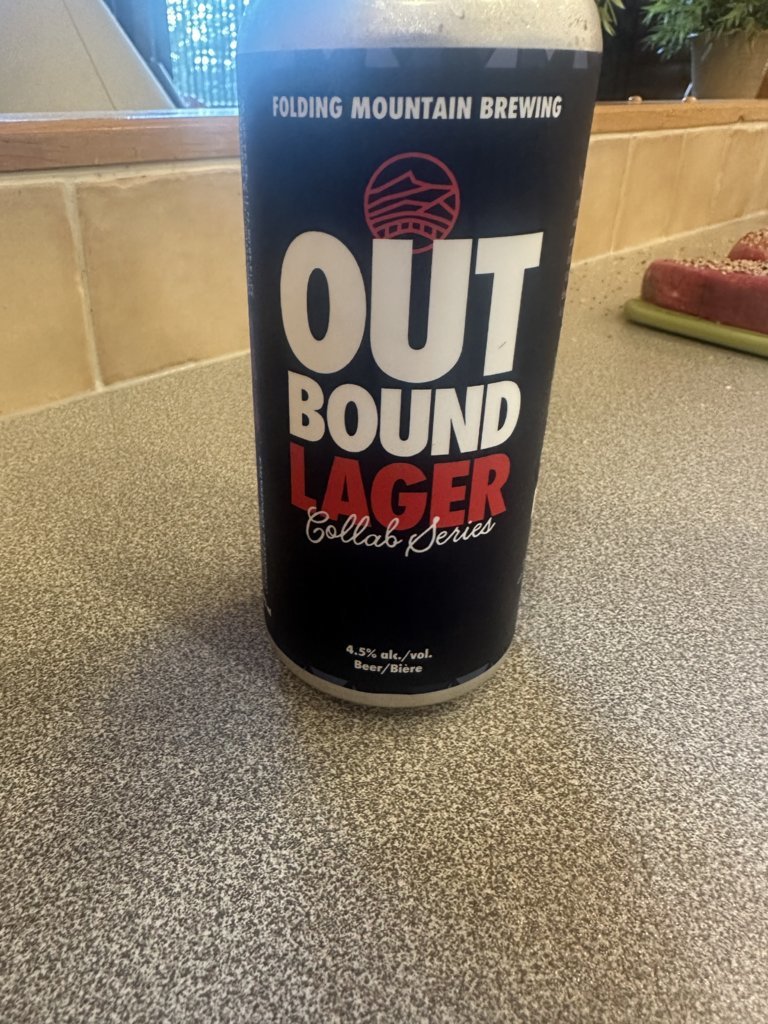 FOLDING MOUNTAIN BREWING
OUT
BOUND
LAGER
Collab Series
4.5% alc./vol.
Beer/Bière